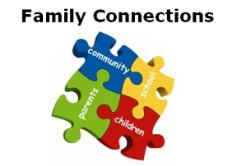 Family Connections
community
school
parents
children